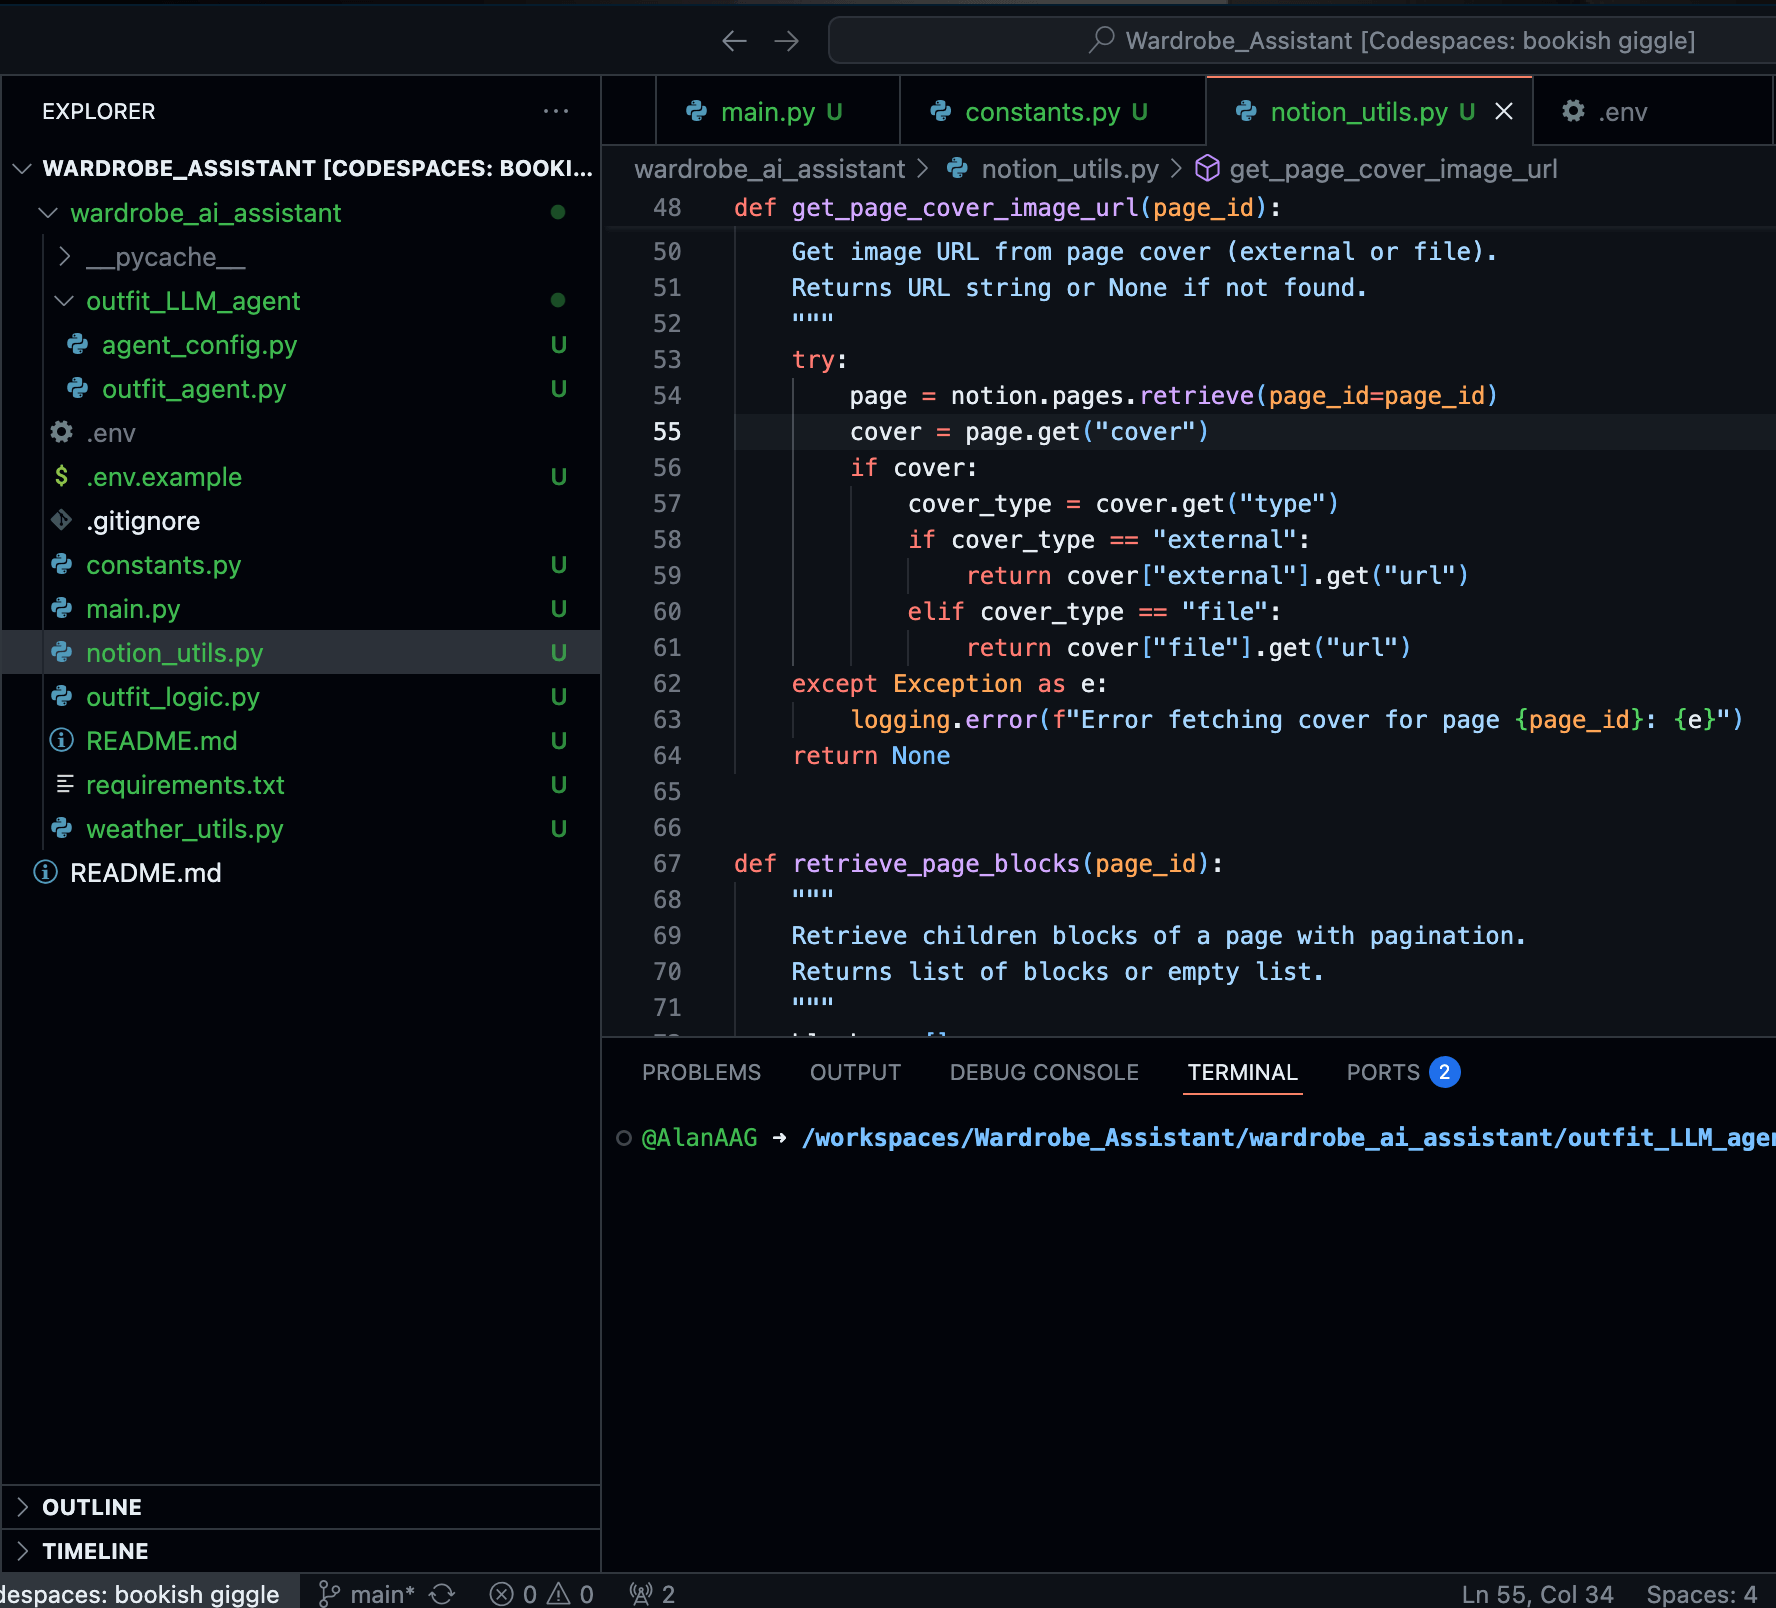 Wardrobe_Assistant [Codespaces: bookish giggle]
EXPLORER
WARDROBE_ASSISTANT [CODESPACES: BOOKI...
wardrobe_ai_assistant
__pycache__
outfit_LLM_agent
agent_config.py U
outfit_agent.py U
.env
.env.example U
.gitignore
constants.py U
main.py U
notion_utils.py U
outfit_logic.py U
README.md U
requirements.txt U
weather_utils.py U
README.md
OUTLINE
TIMELINE
main.py U
constants.py U
notion_utils.py U
.env
wardrobe_ai_assistant > notion_utils.py > get_page_cover_image_url
48 def get_page_cover_image_url(page_id):
50 Get image URL from page cover (external or file).
51 Returns URL string or None if not found.
52 """
53 try:
54 page = notion.pages.retrieve(page_id=page_id)
55 cover = page.get("cover")
56 if cover:
57 cover_type = cover.get("type")
58 if cover_type == "external":
59 return cover["external"].get("url")
60 elif cover_type == "file":
61 return cover["file"].get("url")
62 except Exception as e:
63 logging.error(f"Error fetching cover for page {page_id}: {e}")
64 return None
65
66
67 def retrieve_page_blocks(page_id):
68 """
69 Retrieve children blocks of a page with pagination.
70 Returns list of blocks or empty list.
71 """
PROBLEMS OUTPUT DEBUG CONSOLE TERMINAL PORTS 2
@AlanAAG → /workspaces/Wardrobe_Assistant/wardrobe_ai_assistant/outfit_LLM_agen
despaces: bookish giggle main* 0 0 2 Ln 55, Col 34 Spaces: 4